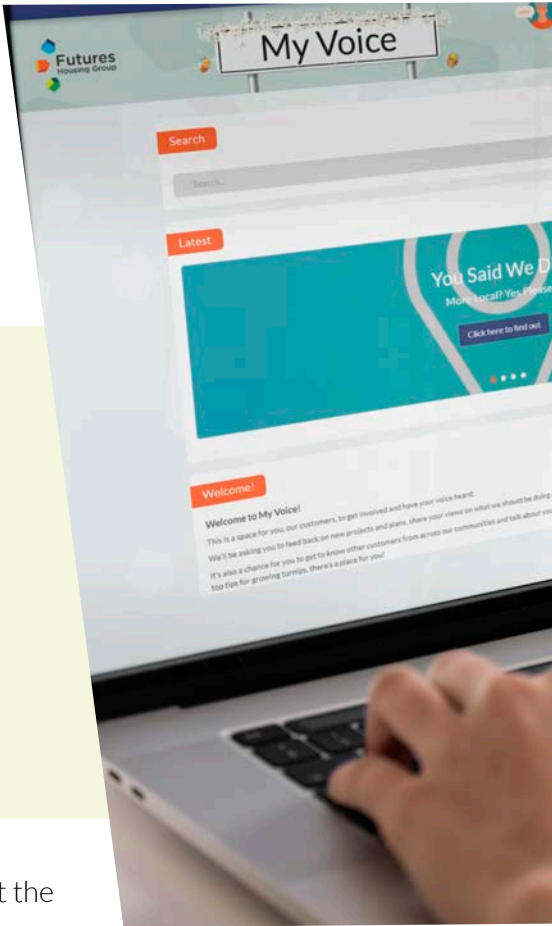 Futures
Housing Group
My Voice
Search
Search...
Latest
You Said We
More Local? Yes Please
Click here to find out
Welcome!
Welcome to My Voice!
This is a space for you, our customers, to get involved and have your voice heard.
We'll be asking you to feed back on new projects and plans, share your views on what we should be doing
It's also a chance for you to get to know other customers from across our communities and talk about
top tips for growing turnips, there's a place for you!
t the